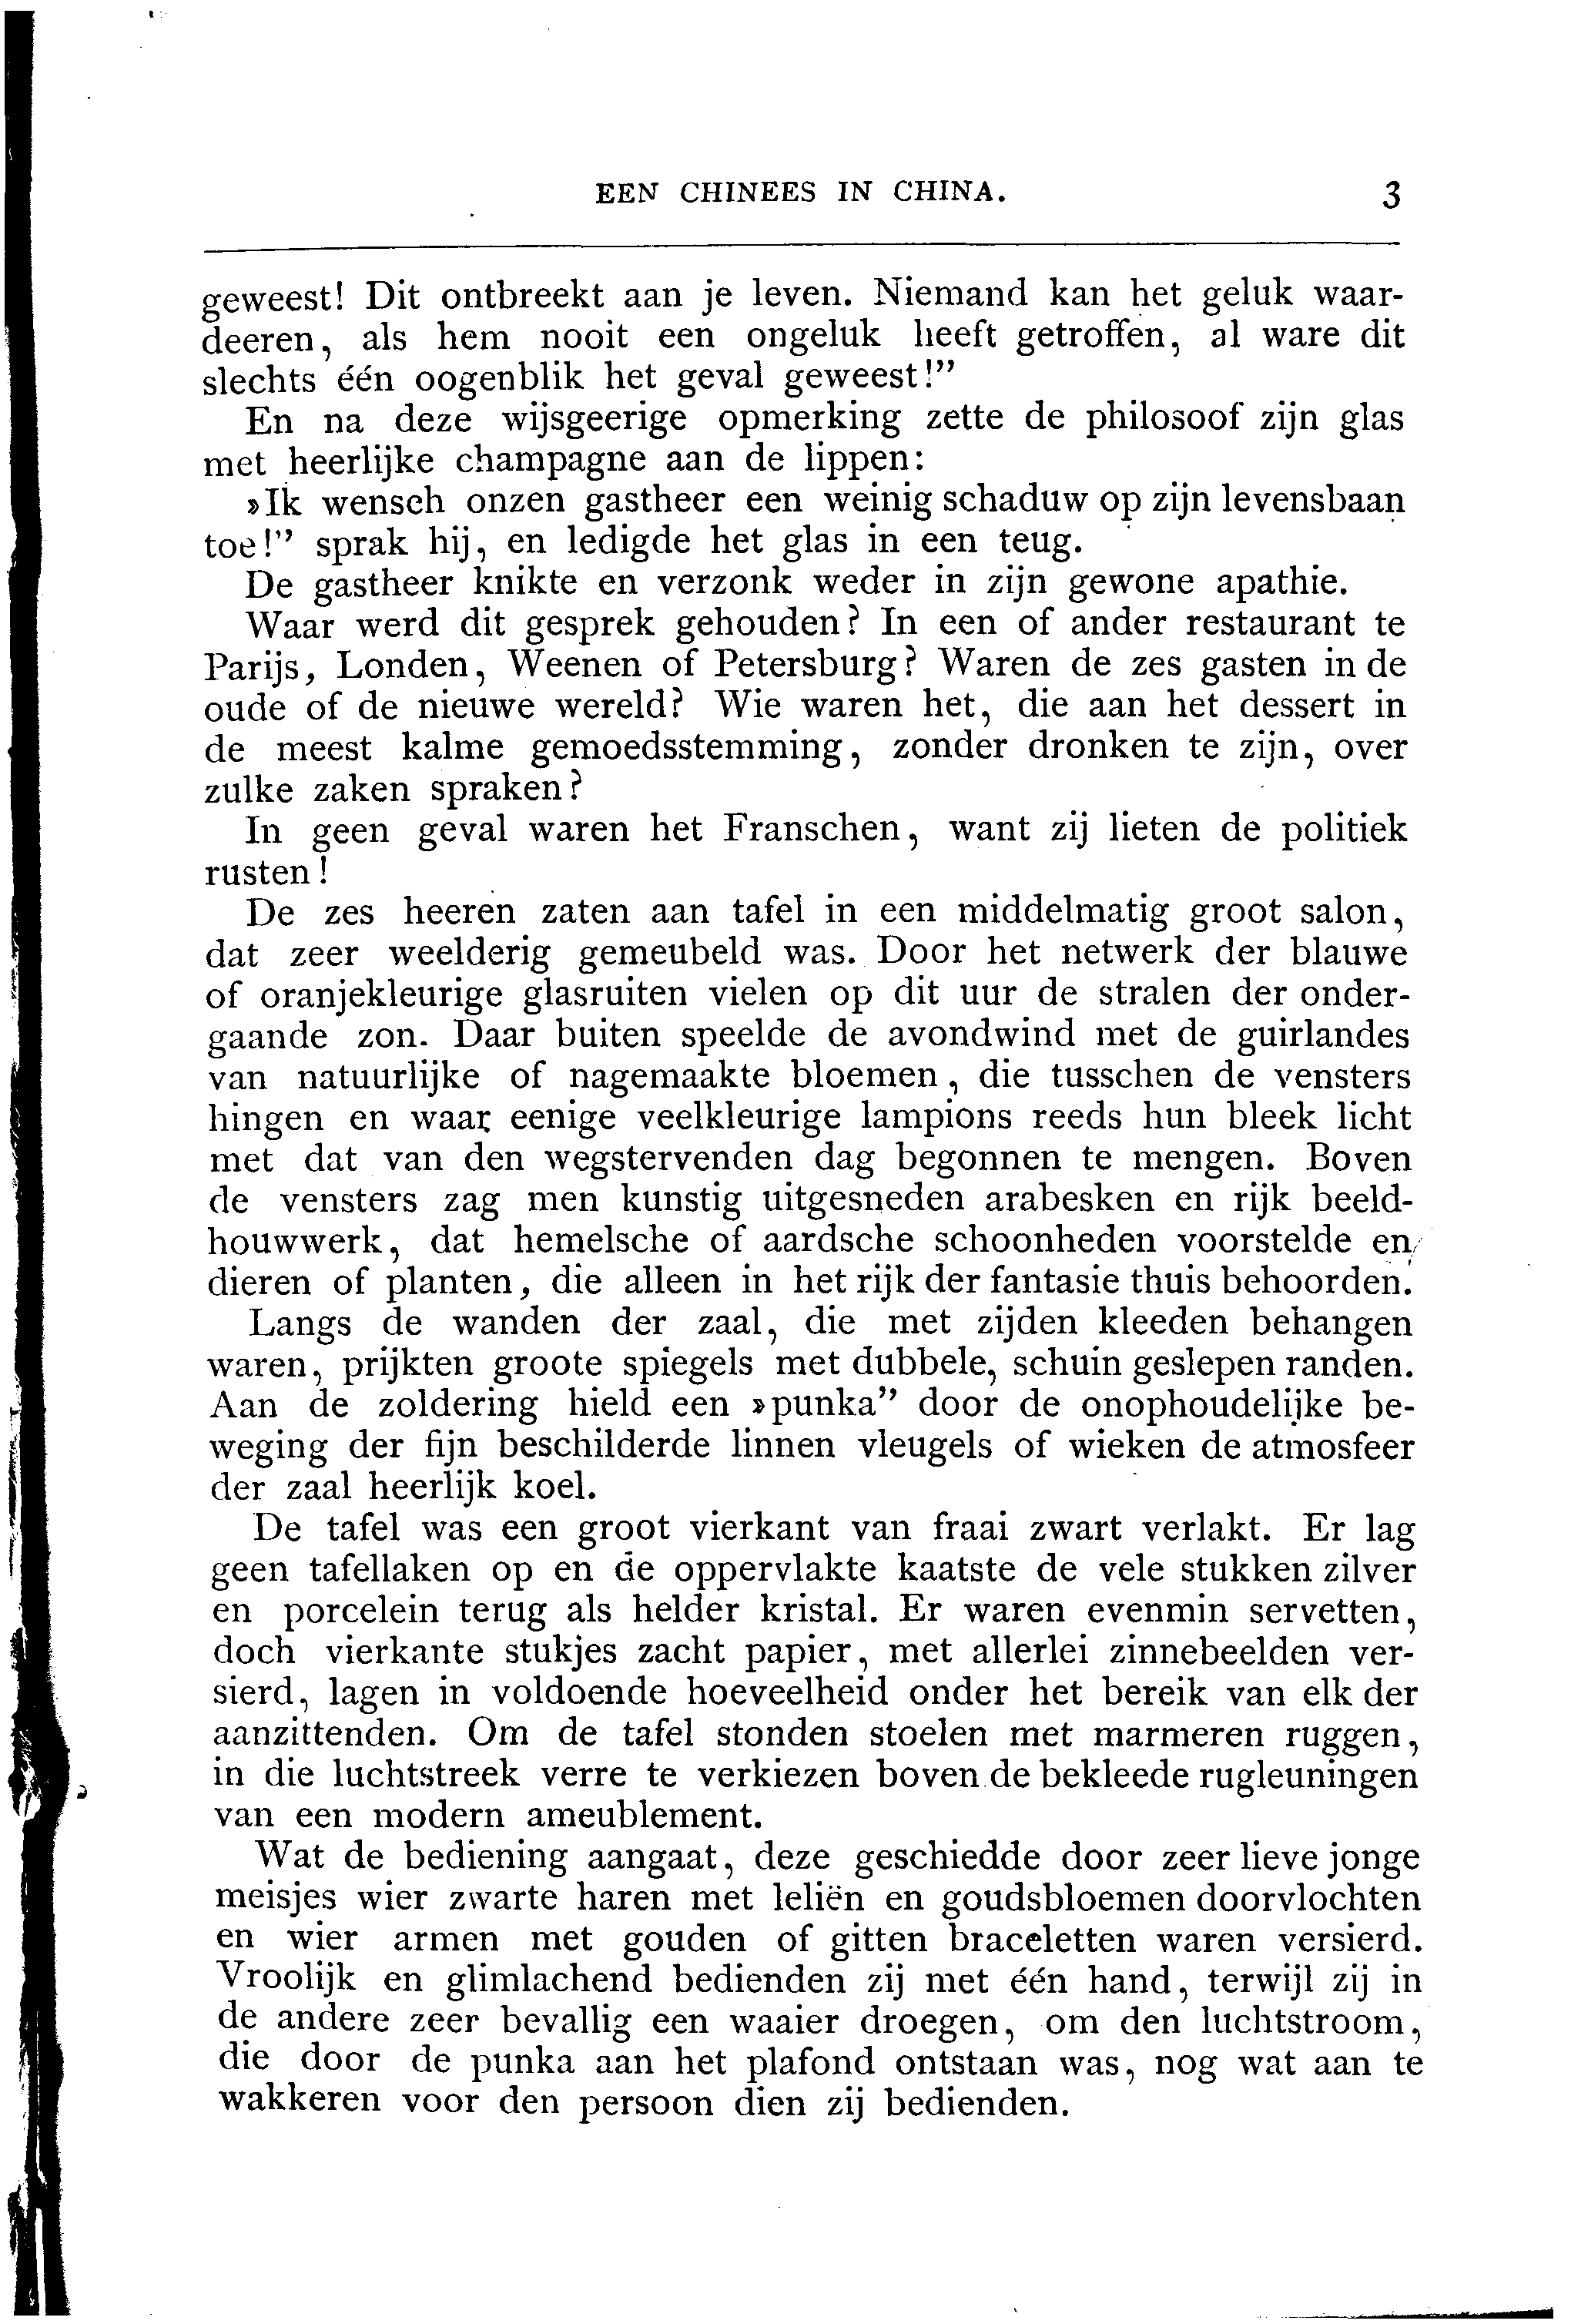 EEN CHINEES IN CHINA. 3
geweest! Dit ontbreekt aan je leven. Niemand kan het geluk waar-
deeren, als hem nooit een ongeluk heeft getroffen, al ware dit
slechts één oogenblik het geval geweest!”
En na deze wijsgeerige opmerking zette de philosoof zijn glas
met heerlijke champagne aan de lippen:
»Ik wensch onzen gastheer een weinig schaduw op zijn levensbaan
toe!” sprak hij, en ledigde het glas in een teug.
De gastheer knikte en verzonk weder in zijn gewone apathie.
Waar werd dit gesprek gehouden? In een of ander restaurant te
Parijs, Londen, Weenen of Petersburg? Waren de zes gasten in de
oude of de nieuwe wereld? Wie waren het, die aan het dessert in
de meest kalme gemoedsstemming, zonder dronken te zijn, over
zulke zaken spraken?
In geen geval waren het Franschen, want zij lieten de politiek
rusten!
De zes heeren zaten aan tafel in een middelmatig groot salon,
dat zeer weelderig gemeubeld was. Door het netwerk der blauwe
of oranjekleurige glasruiten vielen op dit uur de stralen der onder-
gaande zon. Daar buiten speelde de avondwind met de guirlandes
van natuurlijke of nagemaakte bloemen, die tusschen de vensters
hingen en waar eenige veelkleurige lampions reeds hun bleek licht
met dat van den wegstervenden dag begonnen te mengen. Boven
de vensters zag men kunstig uitgesneden arabesken en rijk beeld-
houwwerk, dat hemelsche of aardsche schoonheden voorstelde en
dieren of planten, die alleen in het rijk der fantasie thuis behoorden.
Langs de wanden der zaal, die met zijden kleeden behangen
waren, prijkten groote spiegels met dubbele, schuin geslepen randen.
Aan de zoldering hield een »punka” door de onophoudelijke be-
weging der fijn beschilderde linnen vleugels of wieken de atmosfeer
der zaal heerlijk koel.
De tafel was een groot vierkant van fraai zwart verlakt. Er lag
geen tafellaken op en de oppervlakte kaatste de vele stukken zilver
en porcelein terug als helder kristal. Er waren evenmin servetten,
doch vierkante stukjes zacht papier, met allerlei zinnebeelden ver-
sierd, lagen in voldoende hoeveelheid onder het bereik van elk der
aanzittenden. Om de tafel stonden stoelen met marmeren ruggen,
in die luchtstreek verre te verkiezen boven de bekleede rugleuningen
van een modern ameublement.
Wat de bediening aangaat, deze geschiedde door zeer lieve jonge
meisjes wier zwarte haren met leliën en goudsbloemen doorvlochten
en wier armen met gouden of gitten braceletten waren versierd.
Vroolijk en glimlachend bedienden zij met één hand, terwijl zij in
de andere zeer bevallig een waaier droegen, om den luchtstroom,
die door de punka aan het plafond ontstaan was, nog wat aan te
wakkeren voor den persoon dien zij bedienden.